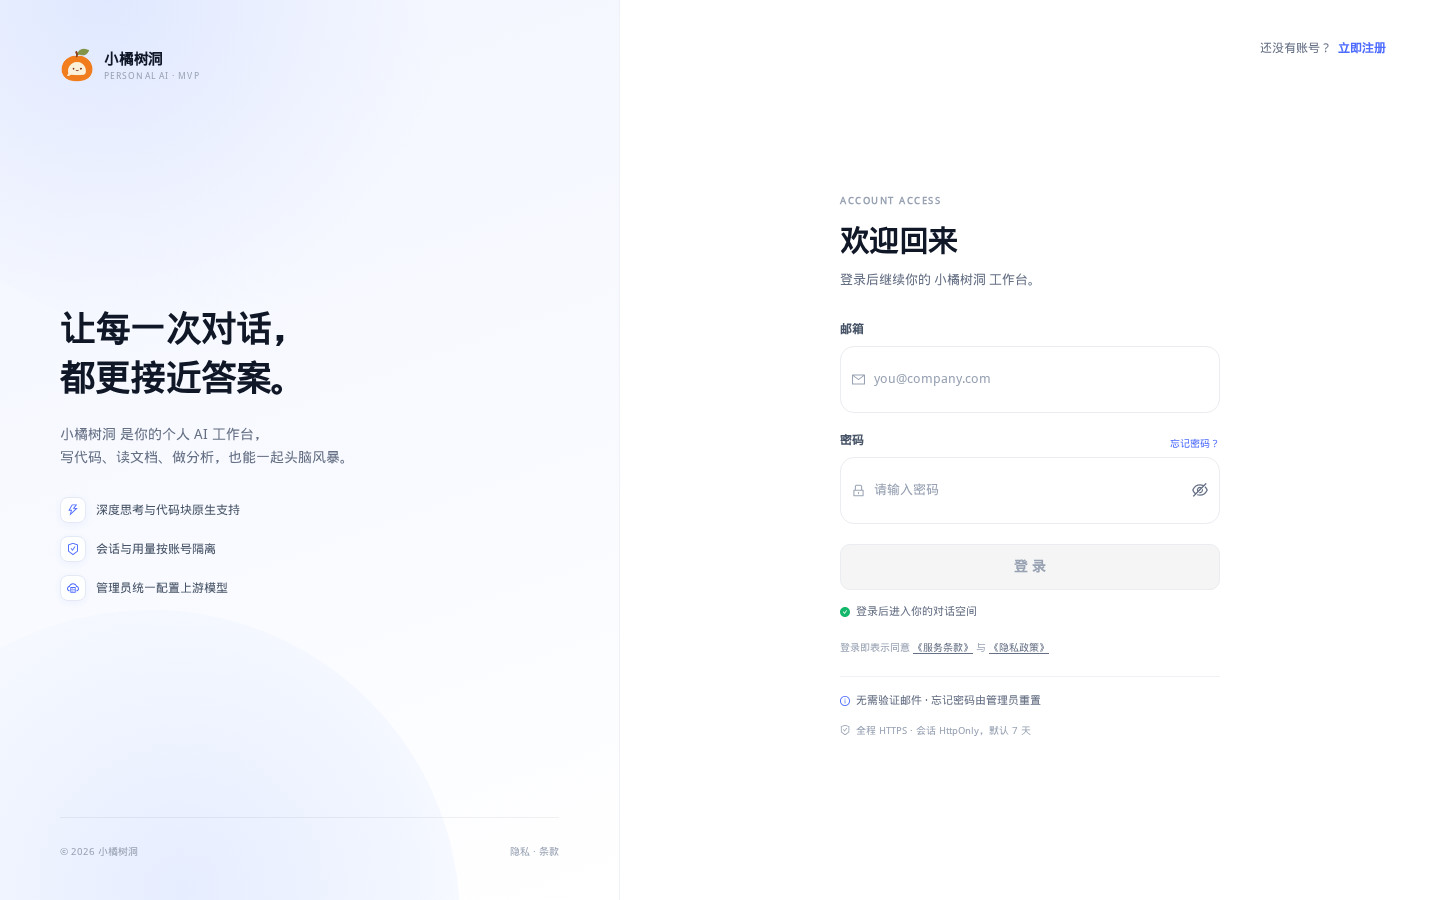 小橘树洞
PERSONAL AI · MVP
让每一次对话，
都更接近答案。
小橘树洞 是你的个人 AI 工作台，
写代码、读文档、做分析，也能一起头脑风暴。
深度思考与代码块原生支持
会话与用量按账号隔离
管理员统一配置上游模型
© 2026 小橘树洞
隐私 · 条款
还没有账号？ 立即注册
ACCOUNT ACCESS
欢迎回来
登录后继续你的 小橘树洞 工作台。
邮箱
you@company.com
密码
忘记密码？
请输入密码
登 录
登录后进入你的对话空间
登录即表示同意 《服务条款》 与 《隐私政策》
无需验证邮件 · 忘记密码由管理员重置
全程 HTTPS · 会话 HttpOnly，默认 7 天